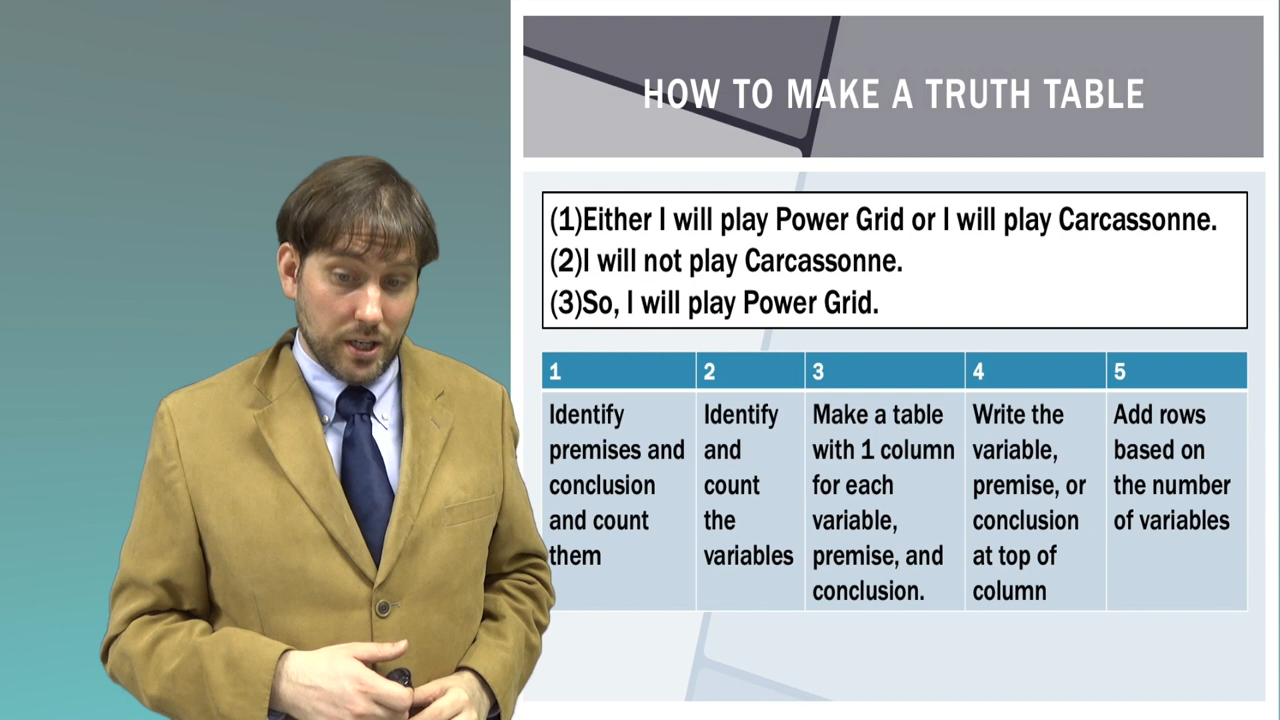 HOW TO MAKE A TRUTH TABLE
(1)Either I will play Power Grid or I will play Carcassonne.
(2)I will not play Carcassonne.
(3)So, I will play Power Grid.
1
Identify
premises and
conclusion
and count
them
2
Identify
and
count
the
variables
3
Make a table
with 1 column
for each
variable,
premise, and
conclusion.
4
Write the
variable,
premise, or
conclusion
at top of
column
5
Add rows
based on
the number
of variables